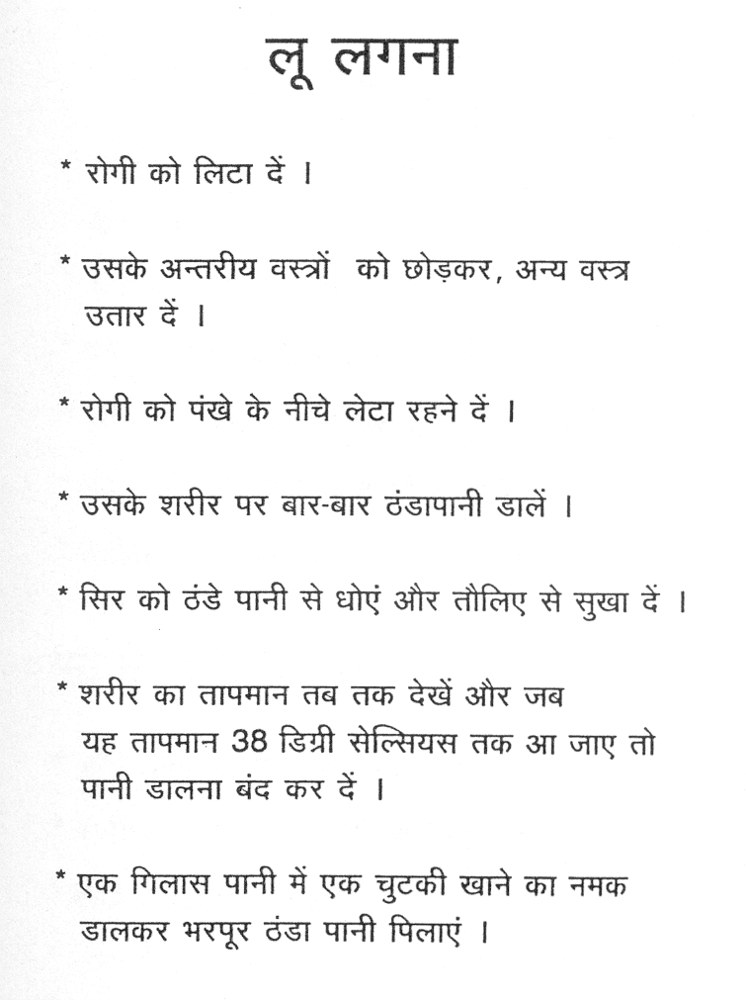 लू लगना
* रोगी को लिटा दें ।
* उसके अन्तरीय वस्त्रों को छोड़कर, अन्य वस्त्र
उतार दें ।
* रोगी को पंखे के नीचे लेटा रहने दें ।
* उसके शरीर पर बार-बार ठंडापानी डालें ।
* सिर को ठंडे पानी से धोएं और तौलिए से सुखा दें ।
* शरीर का तापमान तब तक देखें और जब
यह तापमान 38 डिग्री सेल्सियस तक आ जाए तो
पानी डालना बंद कर दें ।
* एक गिलास पानी में एक चुटकी खाने का नमक
डालकर भरपूर ठंडा पानी पिलाएं ।